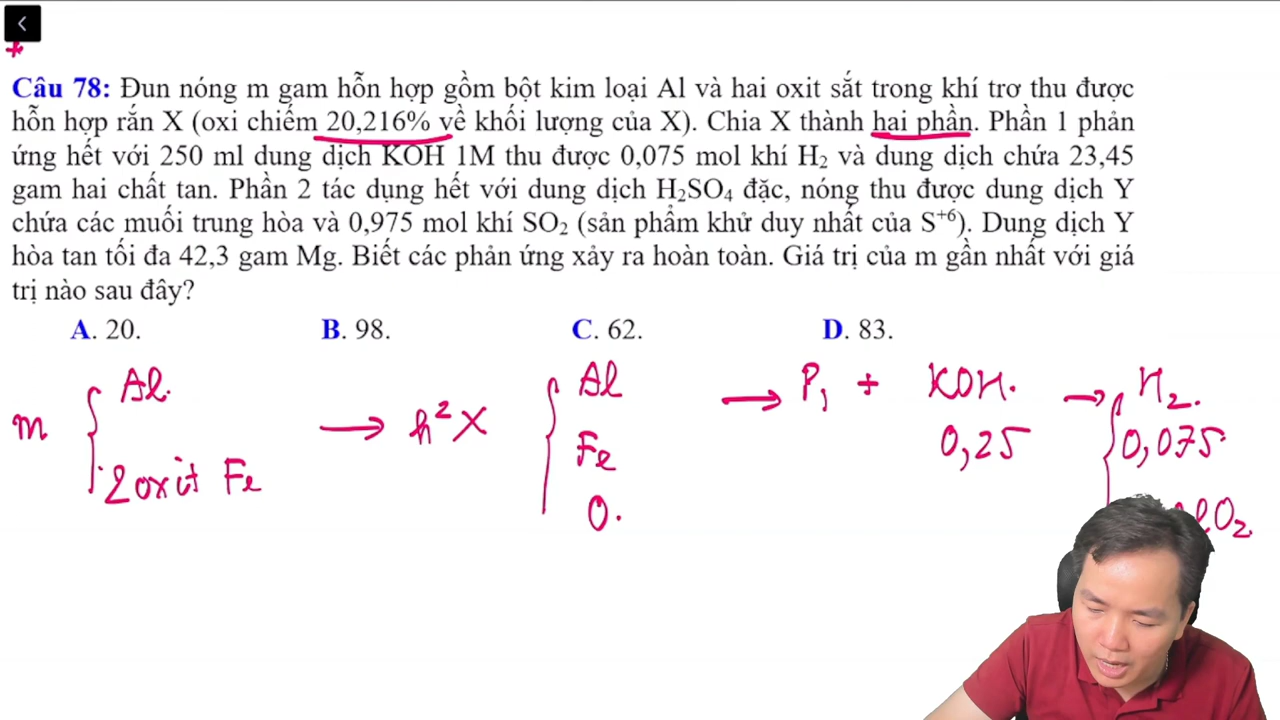 Câu 78: Đun nóng m gam hỗn hợp gồm bột kim loại Al và hai oxit sắt trong khí trơ thu được
hỗn hợp rắn X (oxi chiếm 20,216% về khối lượng của X). Chia X thành hai phần. Phần 1 phản
ứng hết với 250 ml dung dịch KOH 1M thu được 0,075 mol khí H₂ và dung dịch chứa 23,45
gam hai chất tan. Phần 2 tác dụng hết với dung dịch H₂SO₄ đặc, nóng thu được dung dịch Y
chứa các muối trung hòa và 0,975 mol khí SO₂ (sản phẩm khử duy nhất của S⁺⁶). Dung dịch Y
hòa tan tối đa 42,3 gam Mg. Biết các phản ứng xảy ra hoàn toàn. Giá trị của m gần nhất với giá
trị nào sau đây?
A. 20. B. 98. C. 62. D. 83.
m { Al. 2 oxit Fe → h² X { Al Fe O. → P₁ + KOH. 0,25 → { H₂. 0,075 lO₂